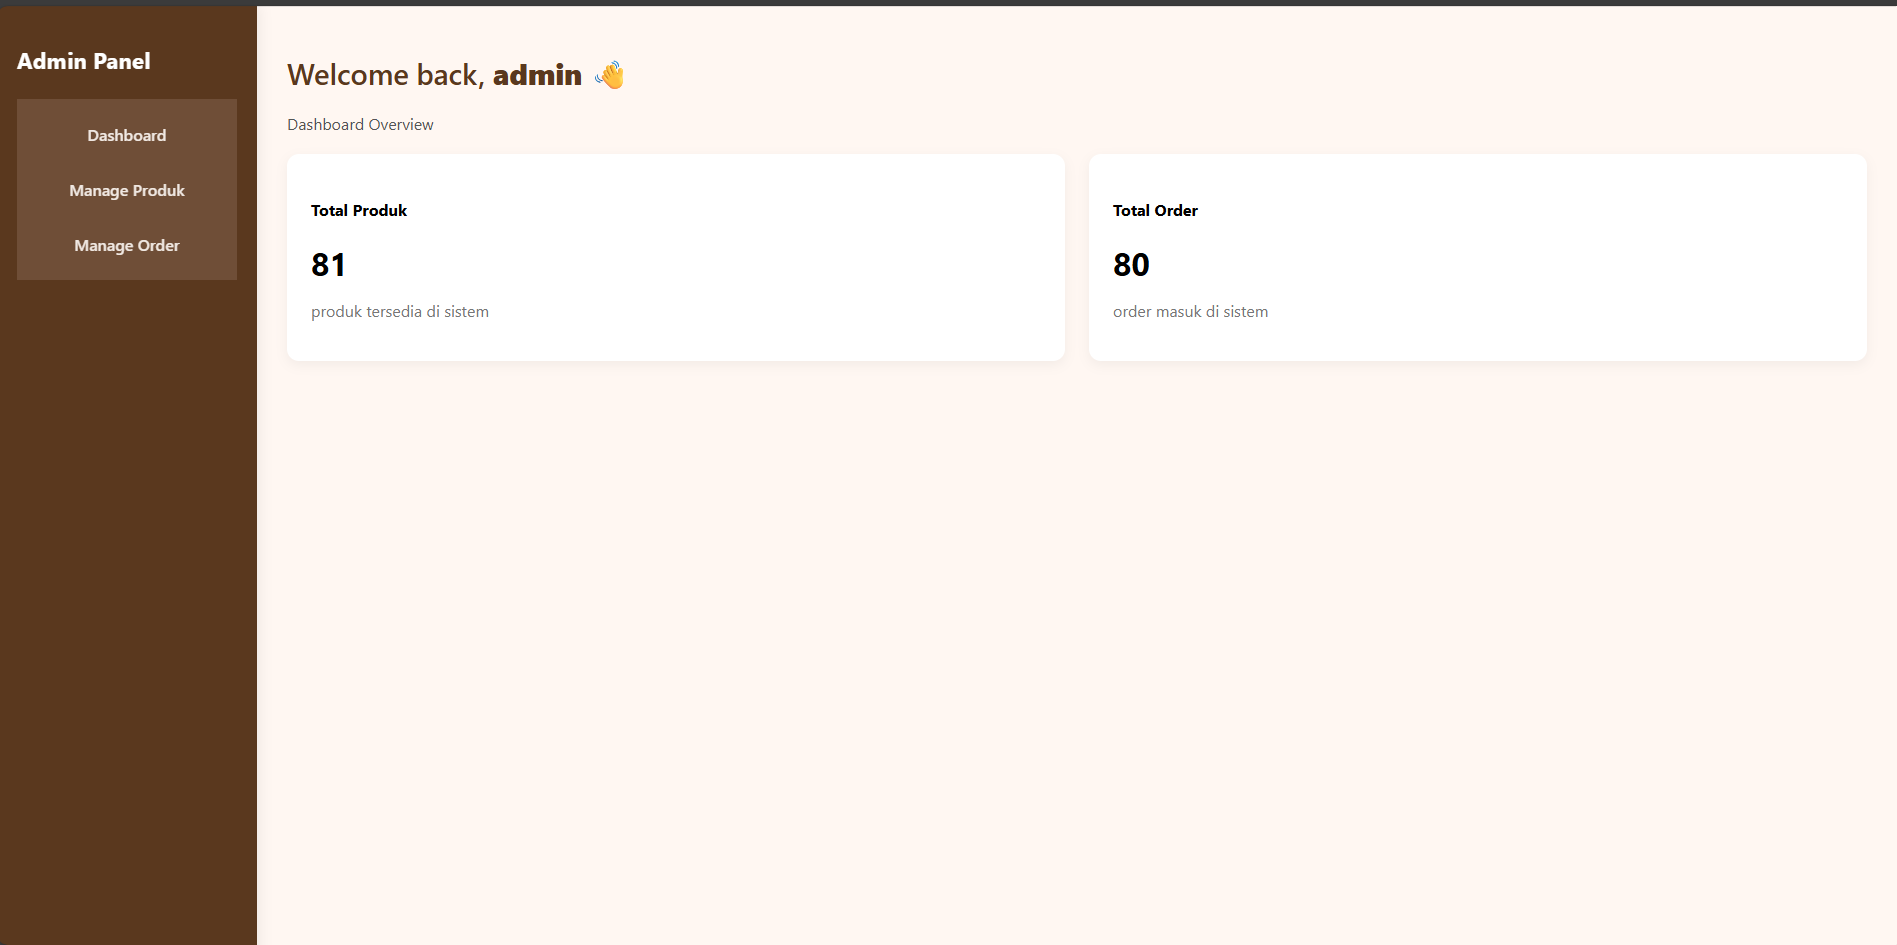 Admin Panel
Dashboard
Manage Produk
Manage Order
Welcome back, admin 👋
Dashboard Overview
Total Produk
81
produk tersedia di sistem
Total Order
80
order masuk di sistem